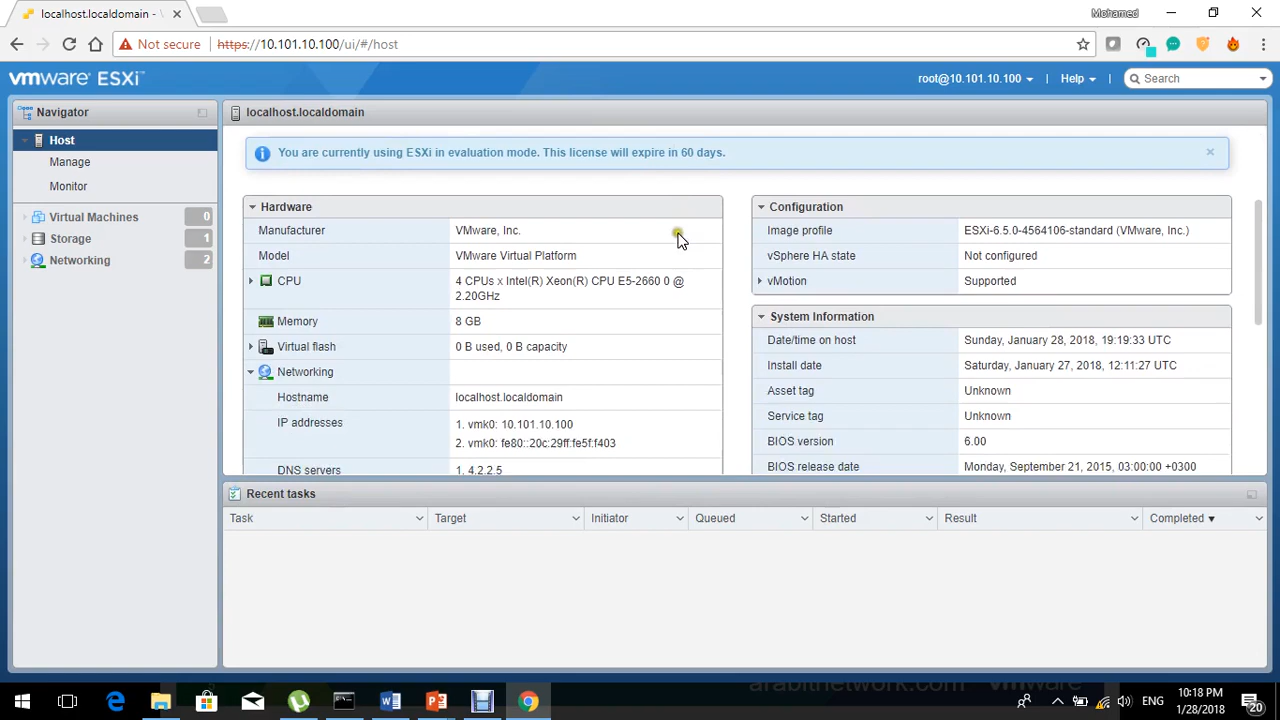 localhost.localdomain -
Mohamed
Not secure
https://10.101.10.100/ui/#/host
vmware ESXi™
root@10.101.10.100
Help
Search
Navigator
localhost.localdomain
Host
Manage
Monitor
Virtual Machines 0
Storage 1
Networking 2
You are currently using ESXi in evaluation mode. This license will expire in 60 days.
Hardware
Manufacturer VMware, Inc.
Model VMware Virtual Platform
CPU 4 CPUs x Intel(R) Xeon(R) CPU E5-2660 0 @
2.20GHz
Memory 8 GB
Virtual flash 0 B used, 0 B capacity
Networking
Hostname localhost.localdomain
IP addresses 1. vmk0: 10.101.10.100
2. vmk0: fe80::20c:29ff:fe5f:f403
DNS servers 1. 4.2.2.5
Configuration
Image profile ESXi-6.5.0-4564106-standard (VMware, Inc.)
vSphere HA state Not configured
vMotion Supported
System Information
Date/time on host Sunday, January 28, 2018, 19:19:33 UTC
Install date Saturday, January 27, 2018, 12:11:27 UTC
Asset tag Unknown
Service tag Unknown
BIOS version 6.00
BIOS release date Monday, September 21, 2015, 03:00:00 +0300
Recent tasks
Task Target Initiator Queued Started Result Completed
arabitnetwork.com vmware
ENG
10:18 PM
1/28/2018
20